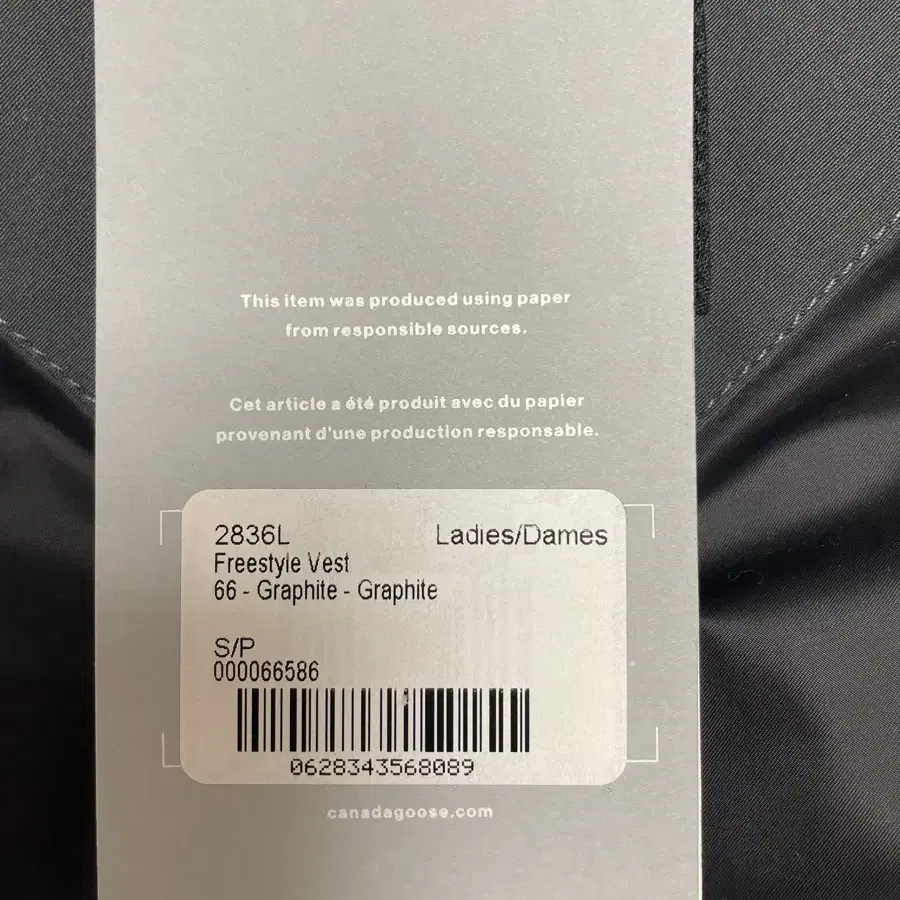 This item was produced using paper
from responsible sources.
Cet article a été produit avec du papier
provenant d'une production responsable.
2836L Ladies/Dames
Freestyle Vest
66 - Graphite - Graphite
S/P
000066586
0628343568089
IS
canadagoose.com